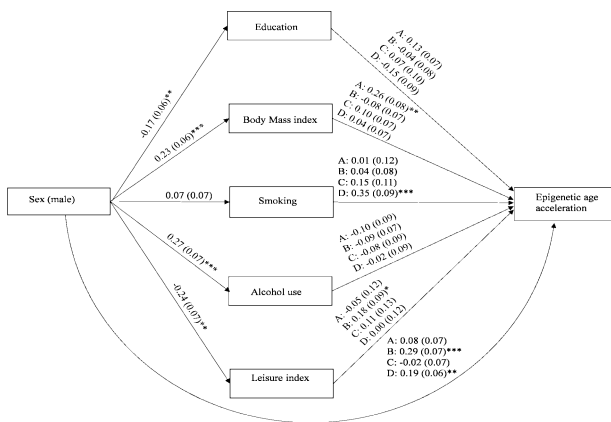 Education
A: 0.13 (0.07)
B: -0.04 (0.08)
C: 0.07 (0.10)
D: -0.15 (0.09)
-0.17 (0.06)**
Body Mass index
A: 0.26 (0.08)**
B: -0.08 (0.07)
C: 0.10 (0.07)
D: 0.04 (0.07)
0.23 (0.06)***
Sex (male)
0.07 (0.07)
Smoking
A: 0.01 (0.12)
B: 0.04 (0.08)
C: 0.15 (0.11)
D: 0.35 (0.09)***
Epigenetic age
acceleration
0.27 (0.07)***
Alcohol use
A: -0.10 (0.09)
B: -0.09 (0.07)
C: -0.08 (0.09)
D: -0.02 (0.09)
-0.24 (0.07)**
Leisure index
A: -0.05 (0.12)
B: 0.18 (0.09)*
C: 0.11 (0.13)
D: 0.00 (0.12)
A: 0.08 (0.07)
B: 0.29 (0.07)***
C: -0.02 (0.07)
D: 0.19 (0.06)**